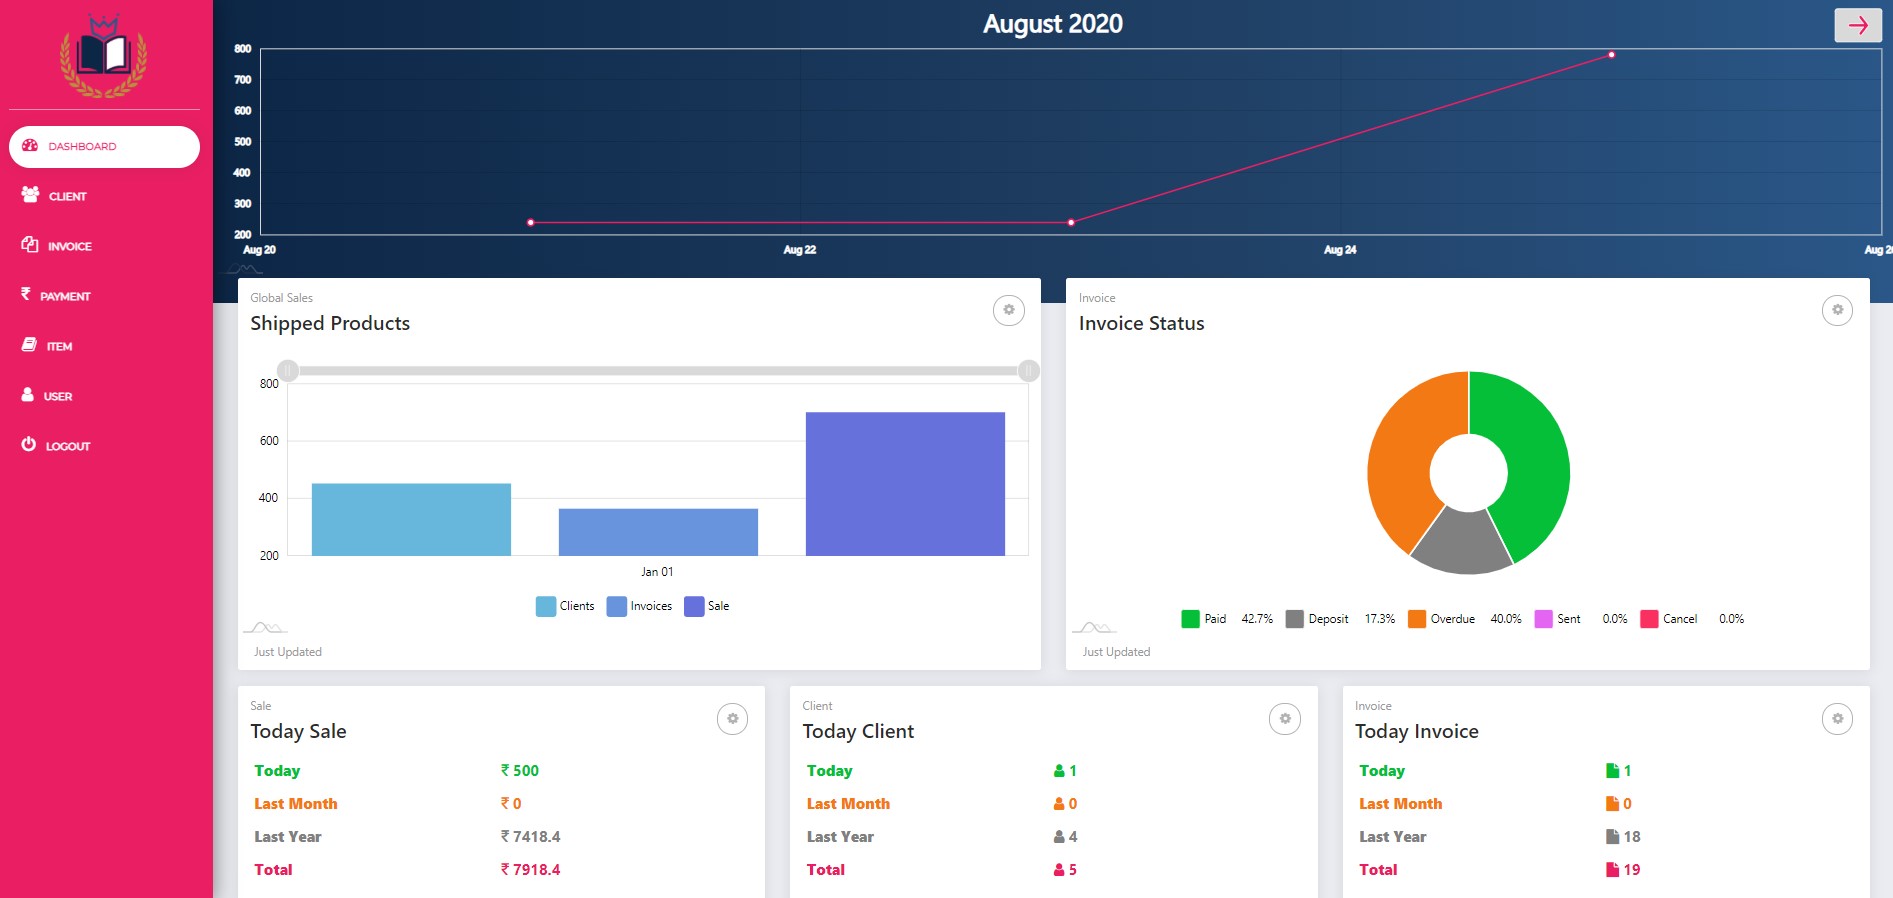 August 2020
800
700
600
500
400
300
200
Aug 20 Aug 22 Aug 24 Aug
DASHBOARD
CLIENT
INVOICE
PAYMENT
ITEM
USER
LOGOUT
Global Sales
Shipped Products
800
600
400
200
Jan 01
Clients Invoices Sale
Just Updated
Invoice
Invoice Status
Paid 42.7% Deposit 17.3% Overdue 40.0% Sent 0.0% Cancel 0.0%
Just Updated
Sale
Today Sale
Today ₹ 500
Last Month ₹ 0
Last Year ₹ 7418.4
Total ₹ 7918.4
Client
Today Client
Today 1
Last Month 0
Last Year 4
Total 5
Invoice
Today Invoice
Today 1
Last Month 0
Last Year 18
Total 19